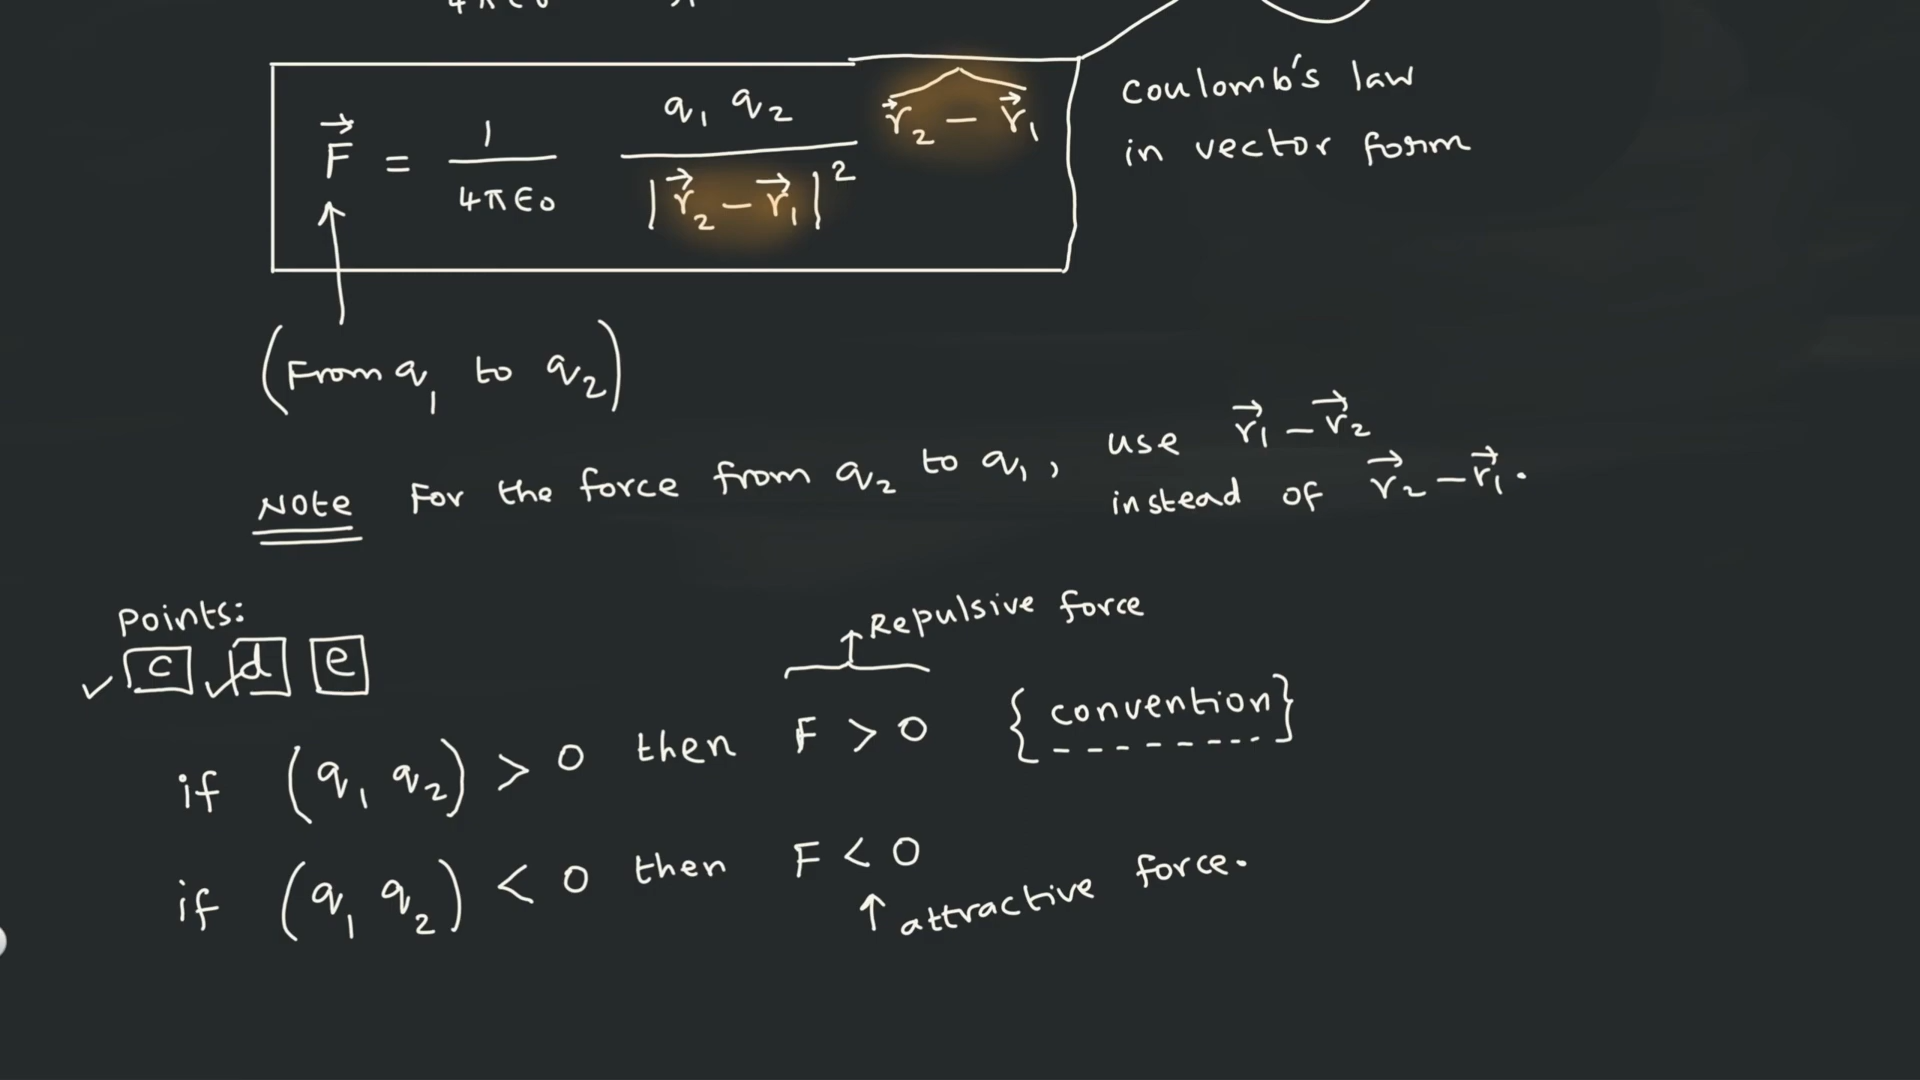 F⃗ = 1/4πϵ₀ q₁ q₂/|r⃗₂ − r⃗₁|² \widehat{r⃗₂ − r⃗₁}
Coulomb's law
in vector form
(From q₁ to q₂)
Note For the force from q₂ to q₁, use r⃗₁ − r⃗₂
instead of r⃗₂ − r⃗₁.
Points:
✓ c ✓ d e
↑ Repulsive force
if (q₁ q₂) > 0 then F > 0 {convention}
if (q₁ q₂) < 0 then F < 0
↑ attractive force.